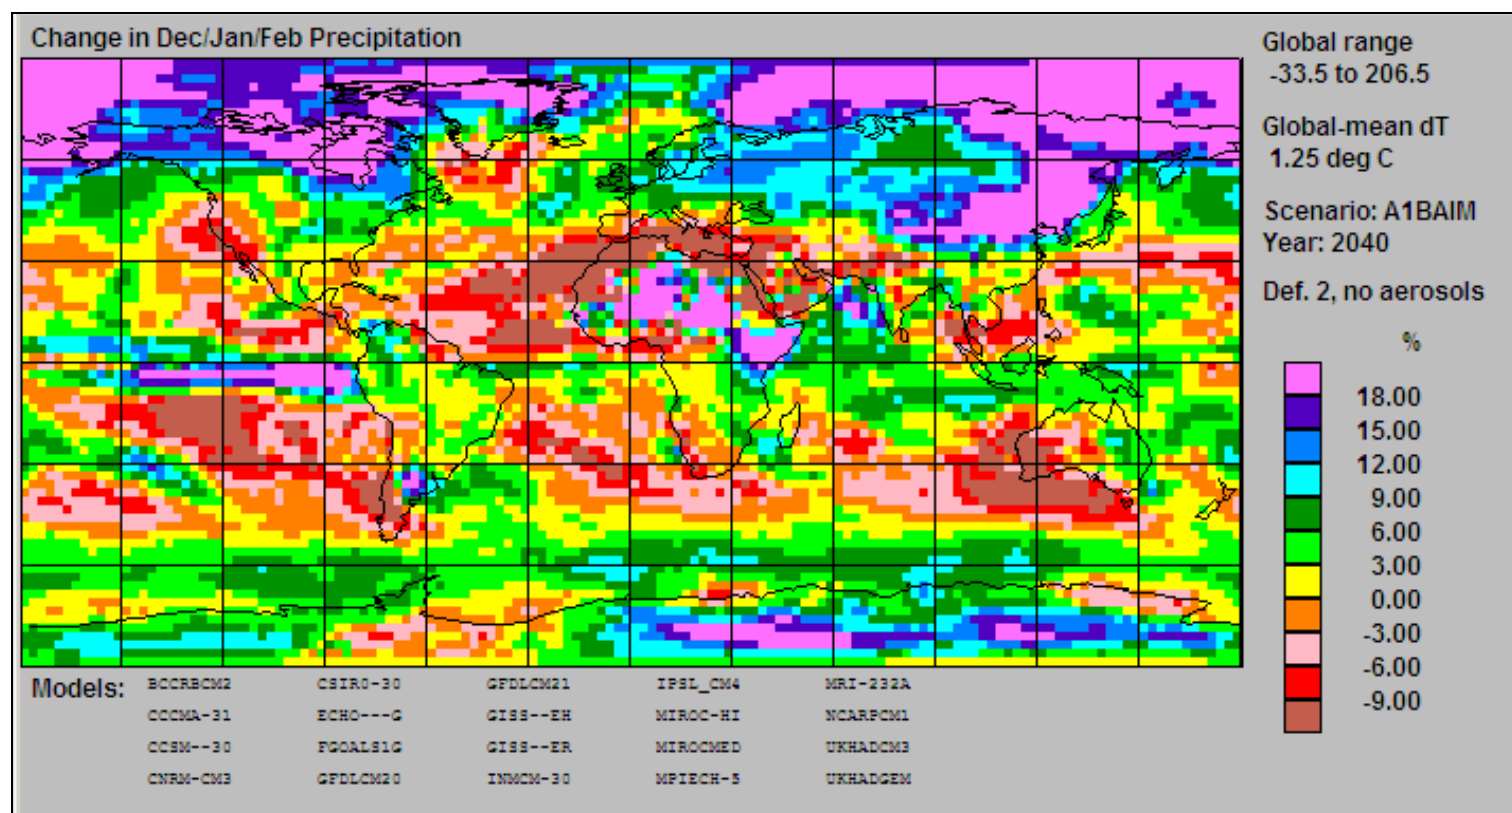 Change in Dec/Jan/Feb Precipitation
Global range
-33.5 to 206.5
Global-mean dT
1.25 deg C
Scenario: A1BAIM
Year: 2040
Def. 2, no aerosols
%
18.00
15.00
12.00
9.00
6.00
3.00
0.00
-3.00
-6.00
-9.00
Models: BCCRBCM2 CSIR0-30 GFDLCM21 IPSL_CM4 MRI-232A
CCCMA-31 ECHO---G GISS--EH MIROC-HI NCARPCM1
CCSM--30 FGOALS1G GISS--ER MIROCMED UKHADCM3
CNRM-CM3 GFDLCM20 INMCM-30 MPIECH-5 UKHADGEM